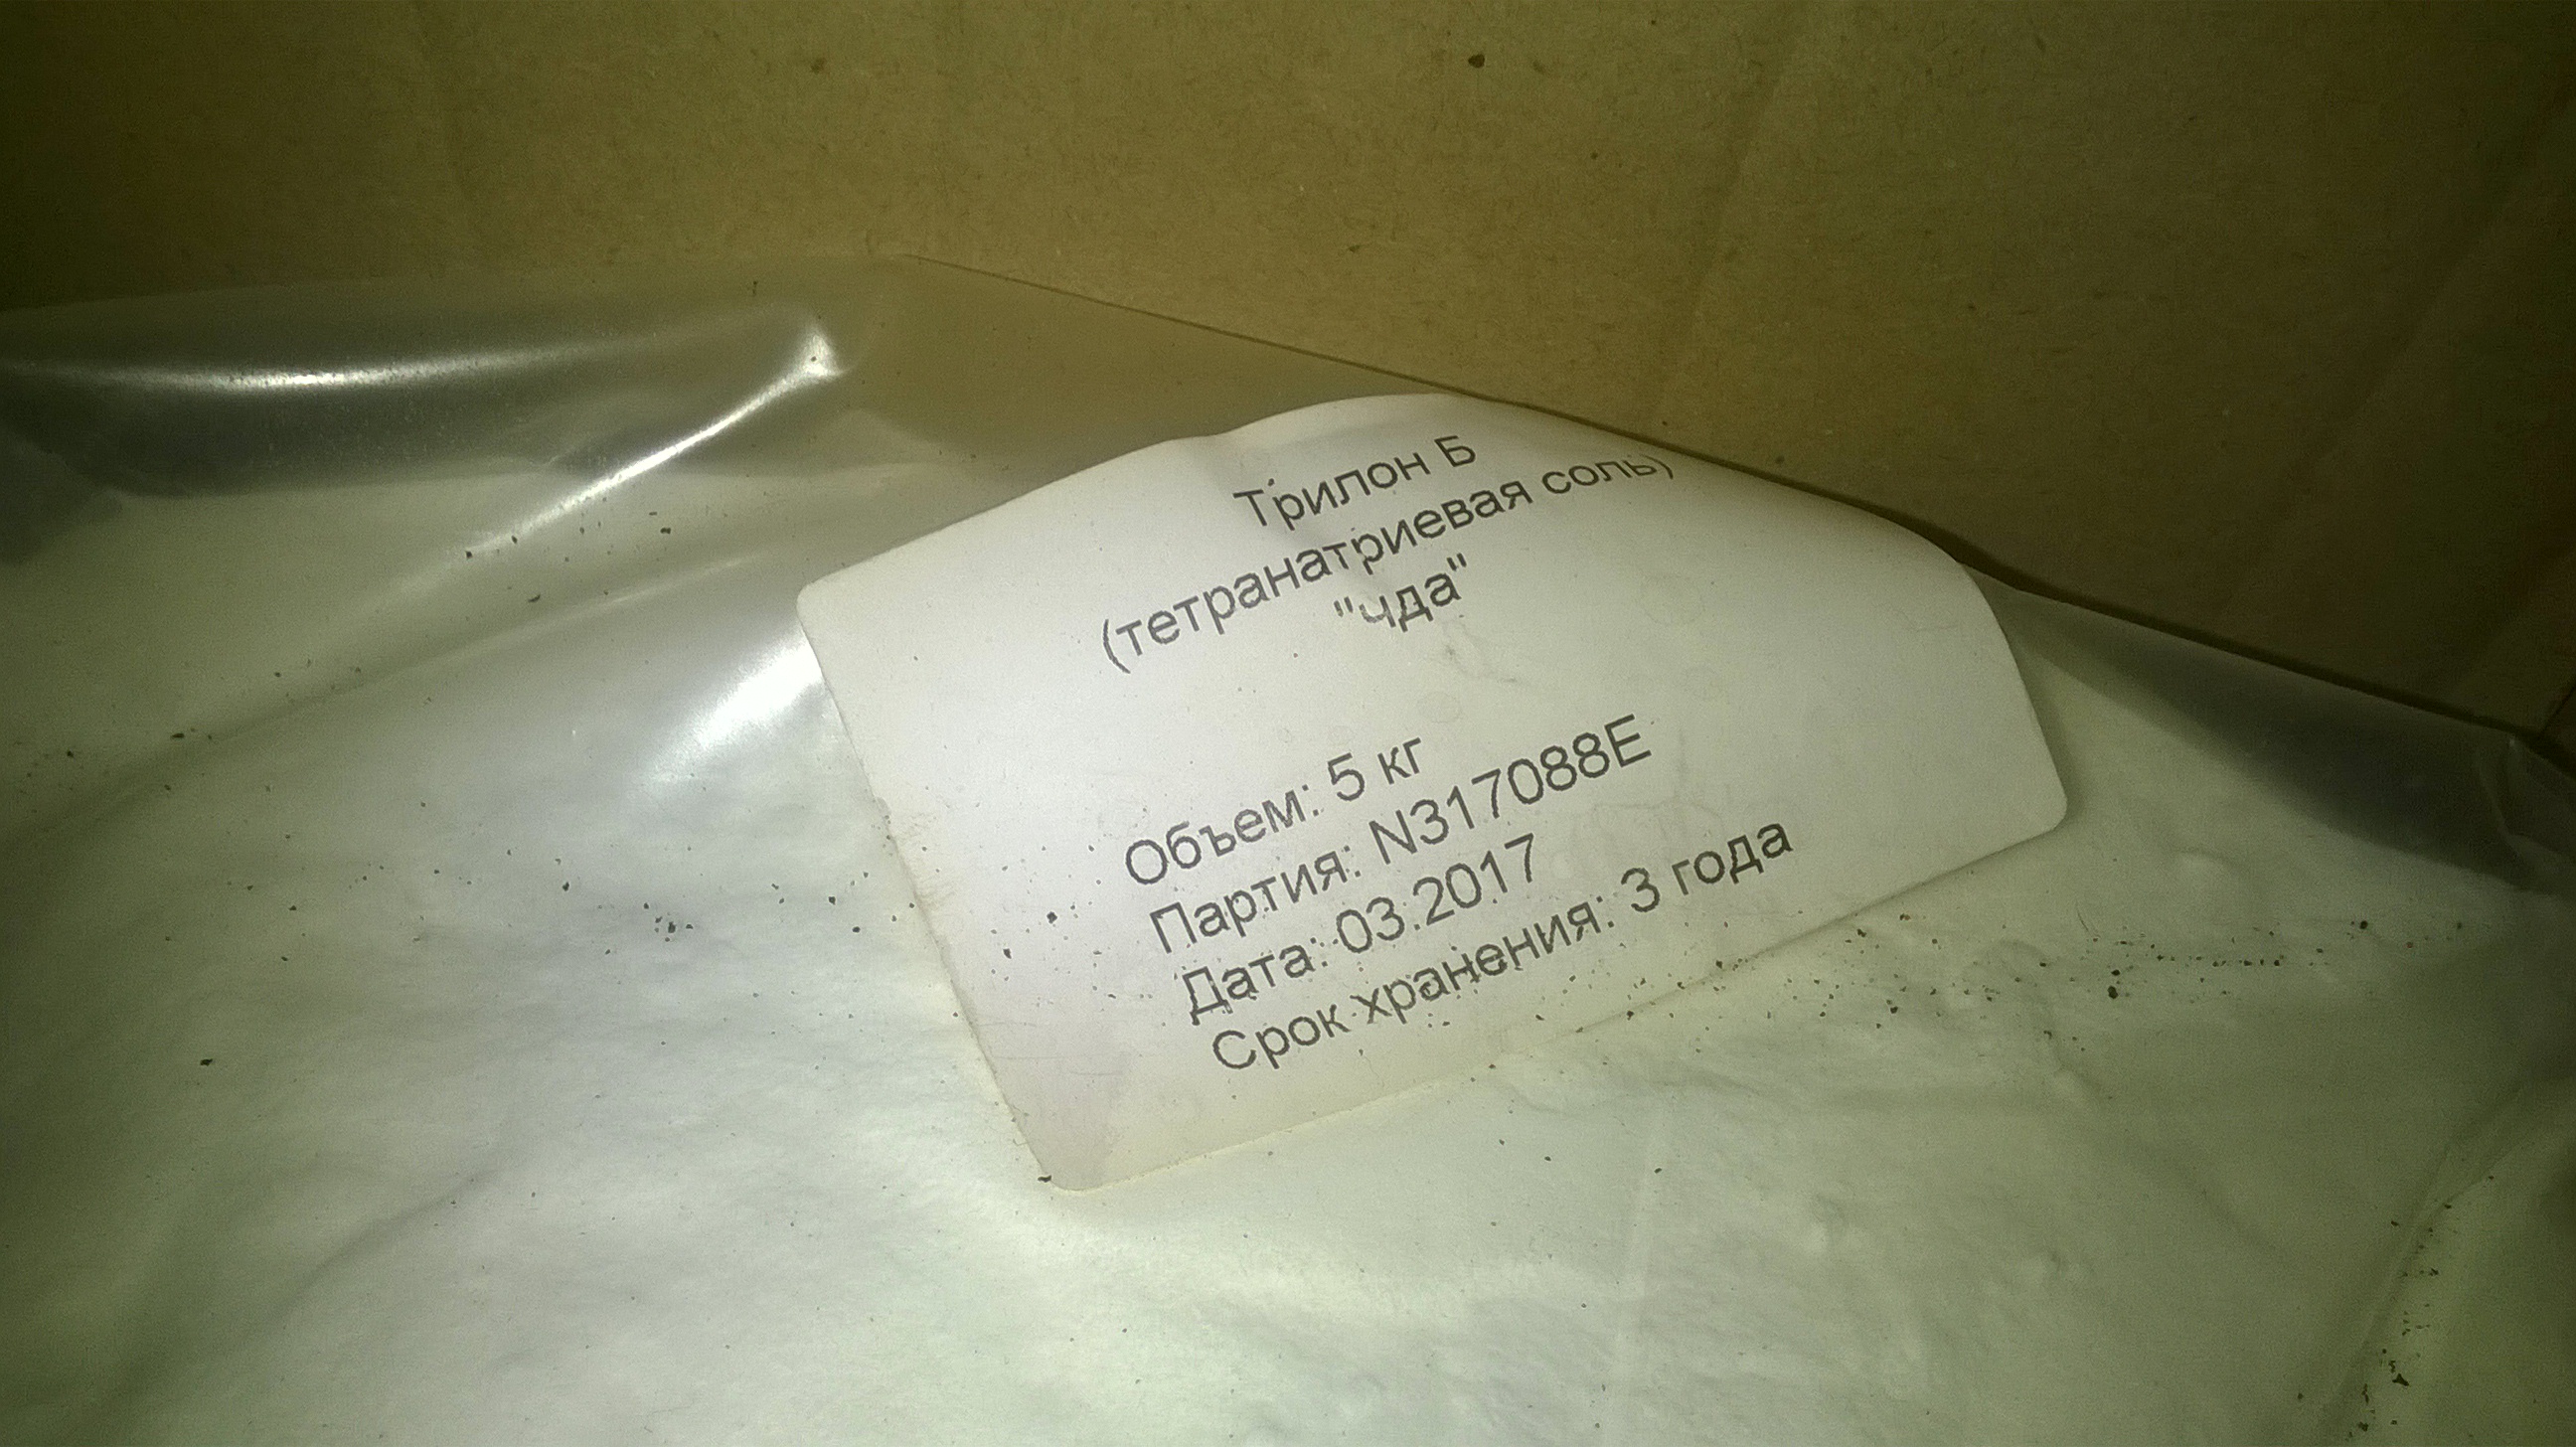 Трилон Б
(тетранатриевая соль)
"чда"
Объем: 5 кг
Партия: N317088E
Дата: 03.2017
Срок хранения: 3 года